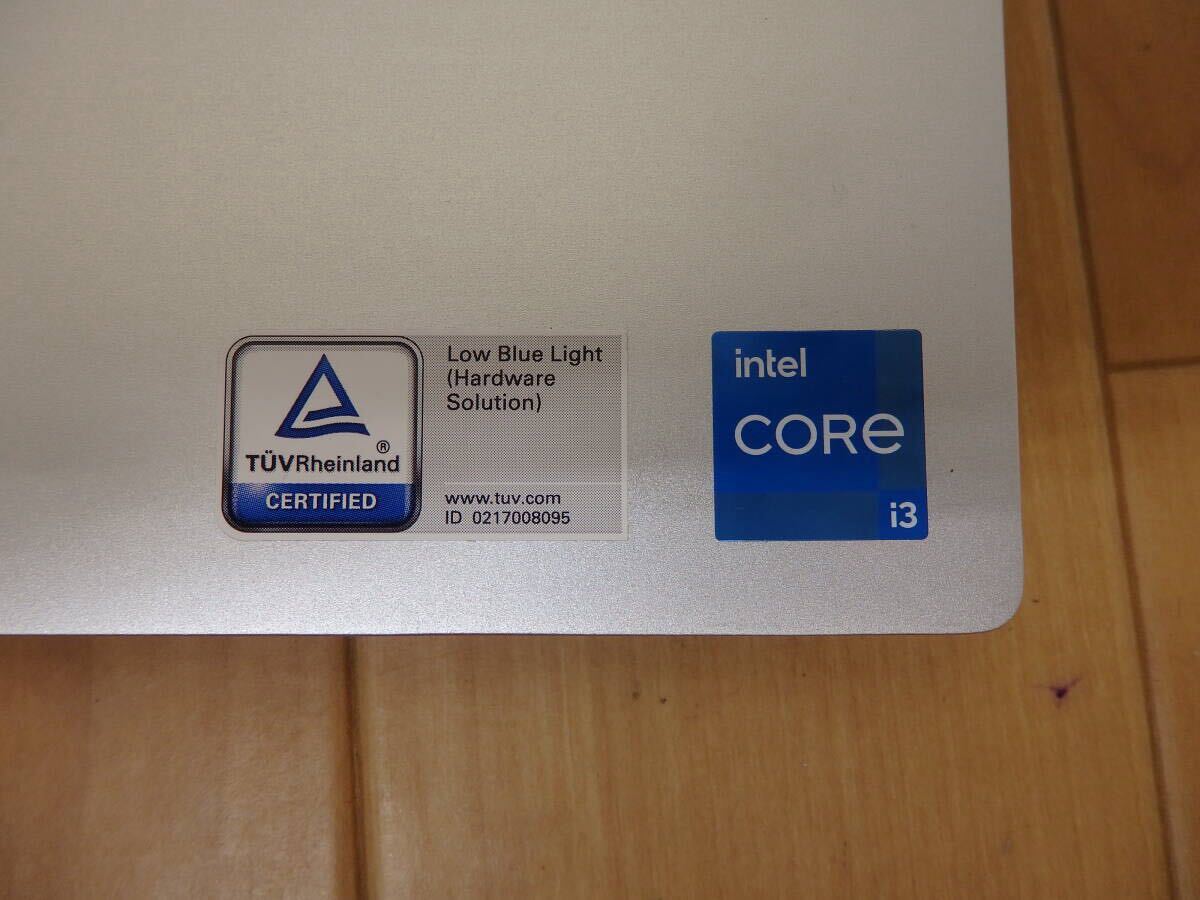 TÜVRheinland®
CERTIFIED
Low Blue Light
(Hardware
Solution)
www.tuv.com
ID 0217008095
intel
CORE
i3